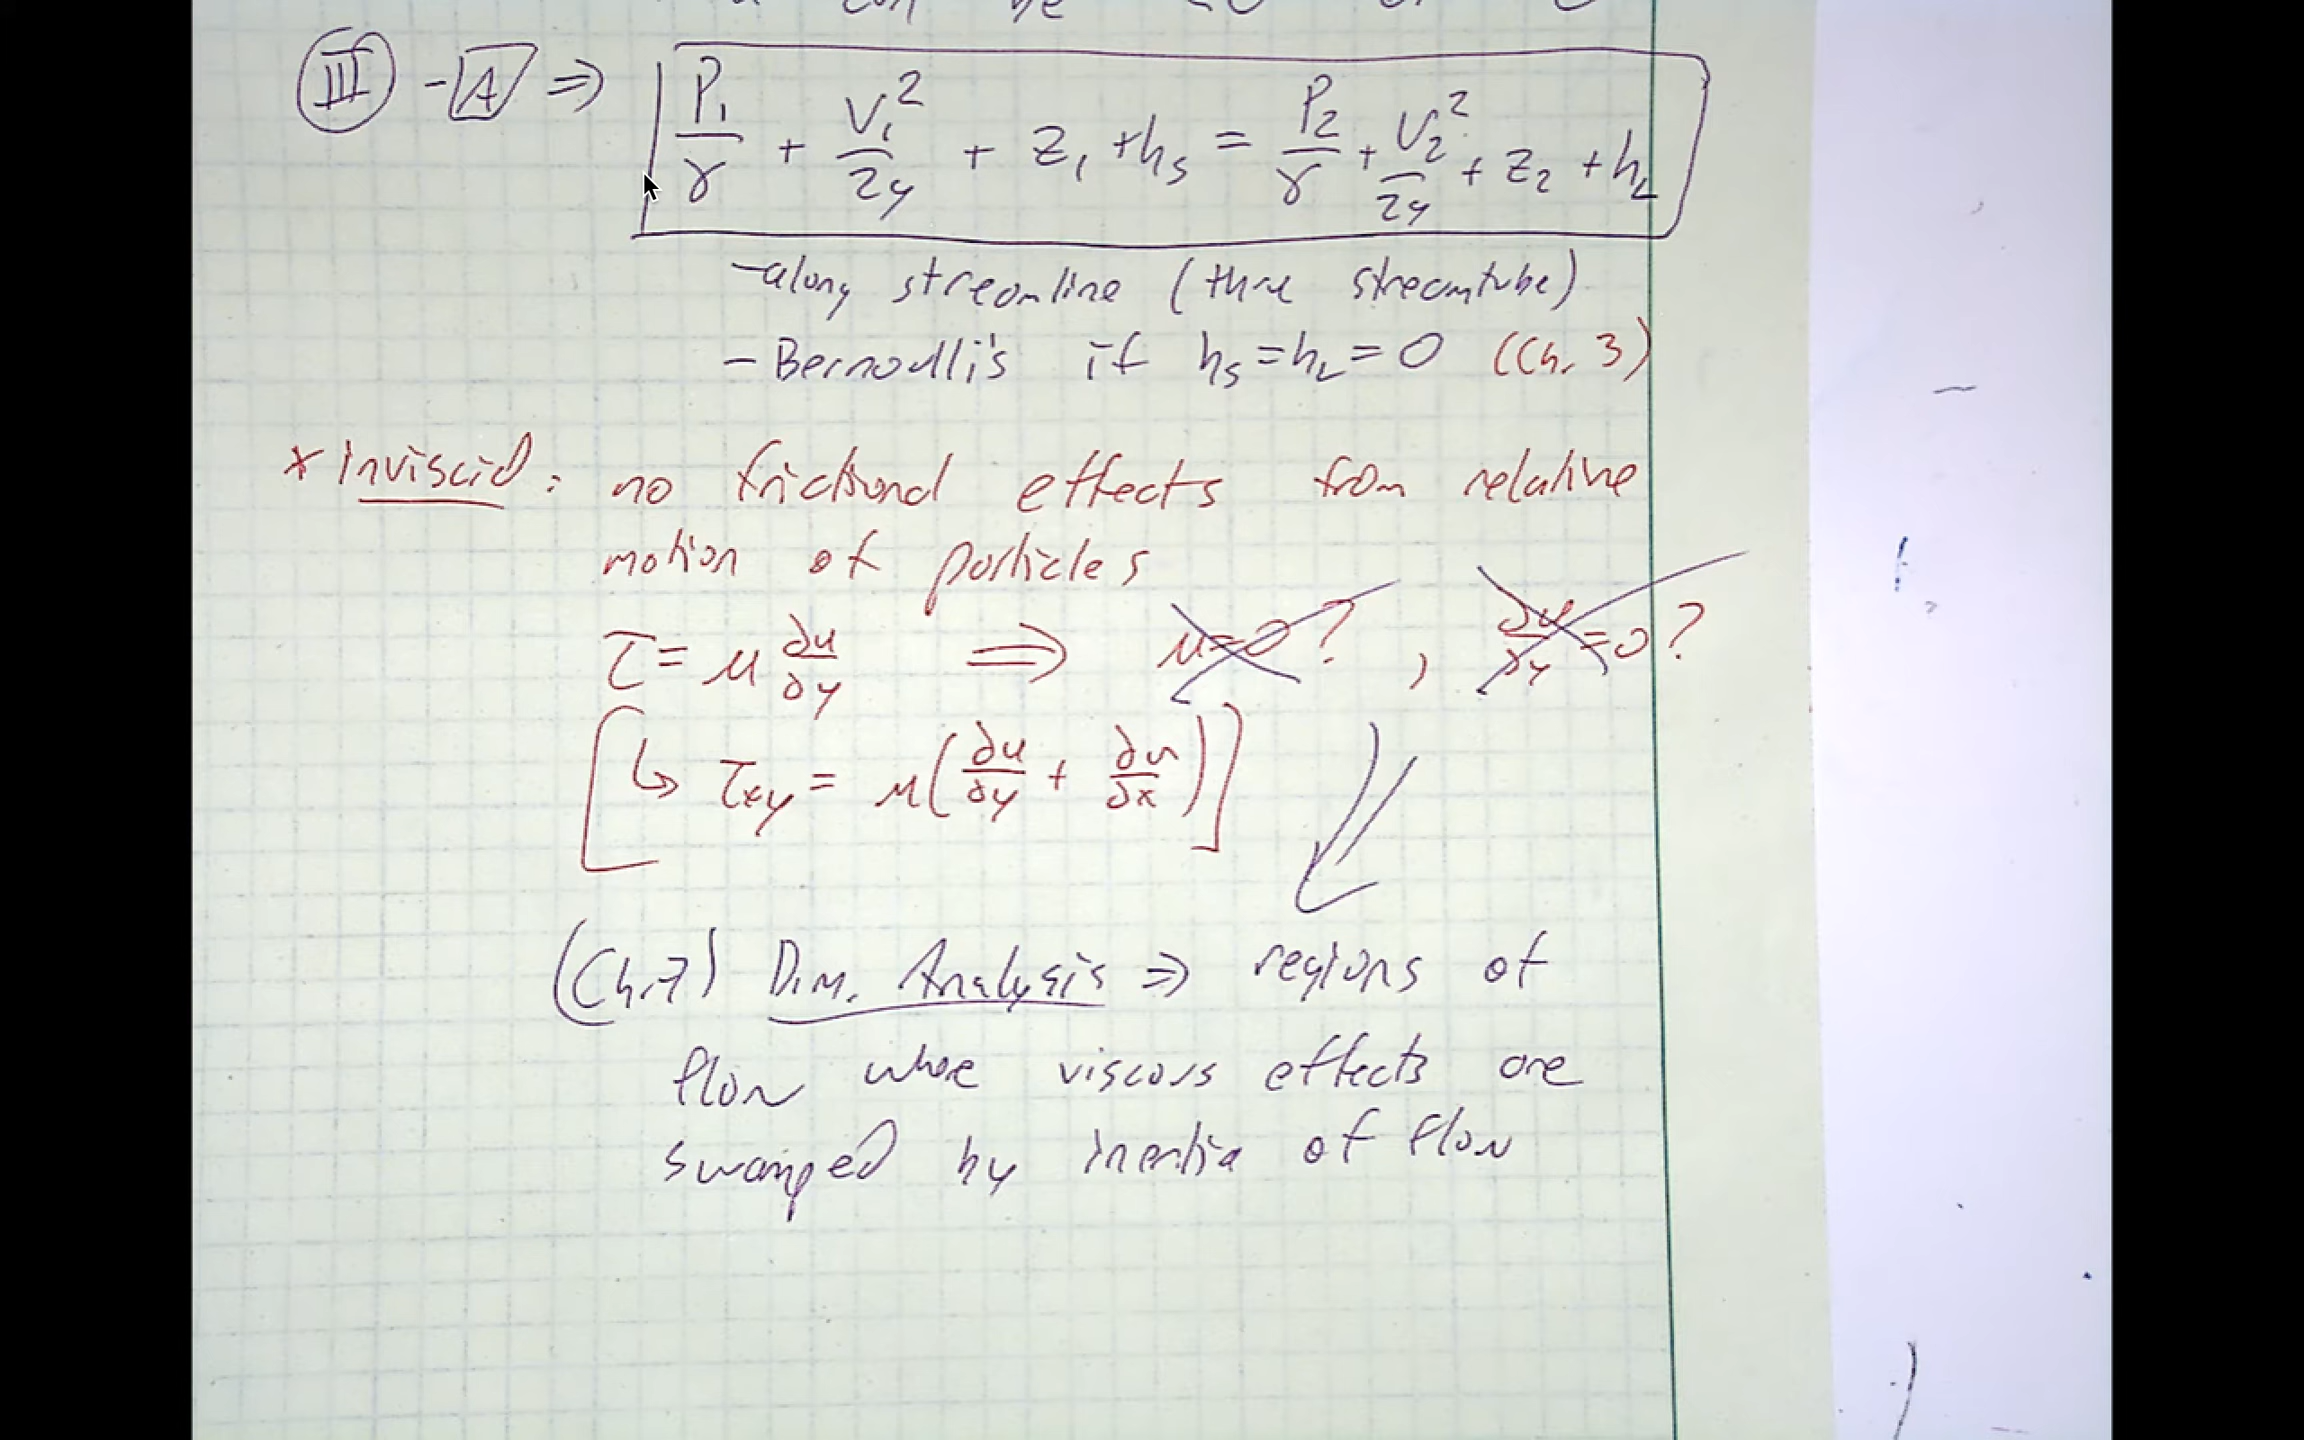 can be
III - A ⇒ P₁/γ + V₁²/2g + z₁ + hₛ = P₂/γ + V₂²/2g + z₂ + h_L
- along streamline (thru streamtube)
- Bernoulli's if hₛ = h_L = 0 (Ch. 3)
* Inviscid: no frictional effects from relative
motion of particles
τ = μ ∂u/∂y ⇒ μ=0?, ∂u/∂y = 0?
[↳ τxy = μ(∂u/∂y + ∂v/∂x)]
(Ch. 7) Dim. Analysis ⇒ regions of
flow where viscous effects are
swamped by inertia of flow